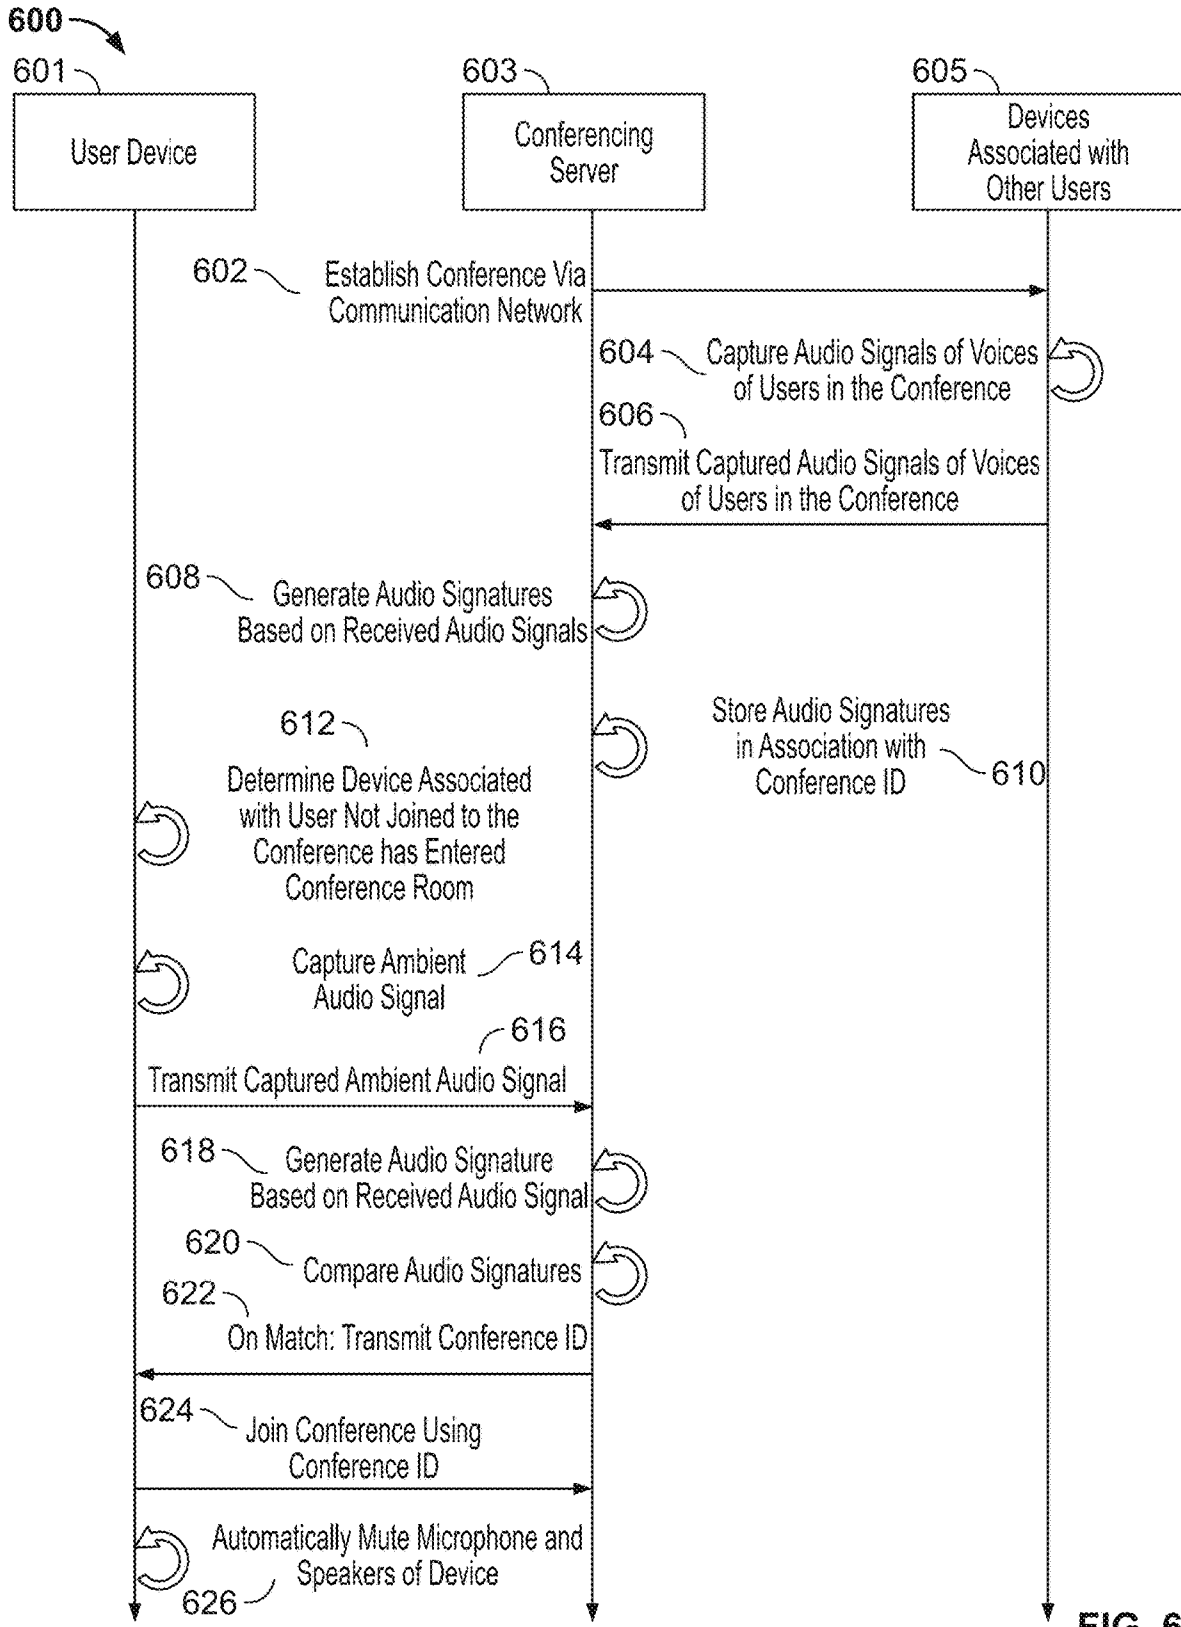 600
601
603
605
User Device
Conferencing
Server
Devices
Associated with
Other Users
602
Establish Conference Via
Communication Network
604
Capture Audio Signals of Voices
of Users in the Conference
606
Transmit Captured Audio Signals of Voices
of Users in the Conference
608
Generate Audio Signatures
Based on Received Audio Signals
Store Audio Signatures
in Association with
Conference ID
610
612
Determine Device Associated
with User Not Joined to the
Conference has Entered
Conference Room
Capture Ambient
Audio Signal
614
616
Transmit Captured Ambient Audio Signal
618
Generate Audio Signature
Based on Received Audio Signal
620
Compare Audio Signatures
622
On Match: Transmit Conference ID
624
Join Conference Using
Conference ID
Automatically Mute Microphone and
Speakers of Device
626
FIG. 6